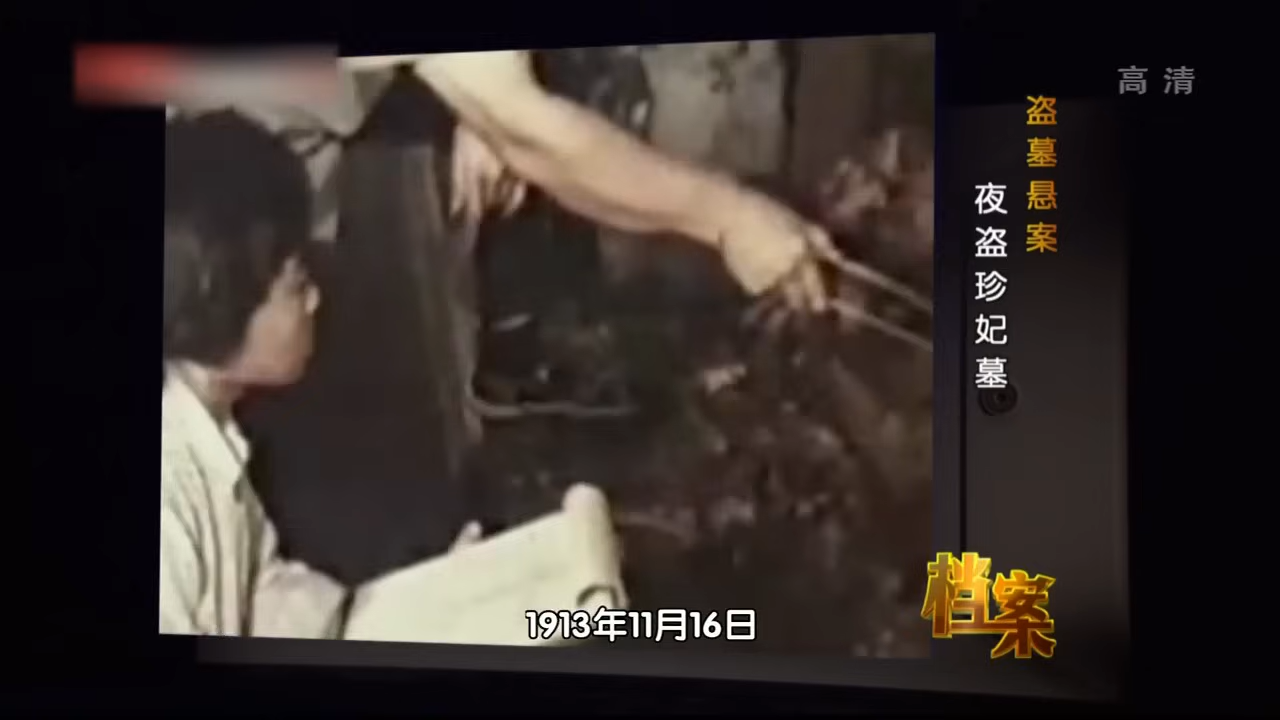 高清
盗墓悬案
夜盗珍妃墓
档案
1913年11月16日